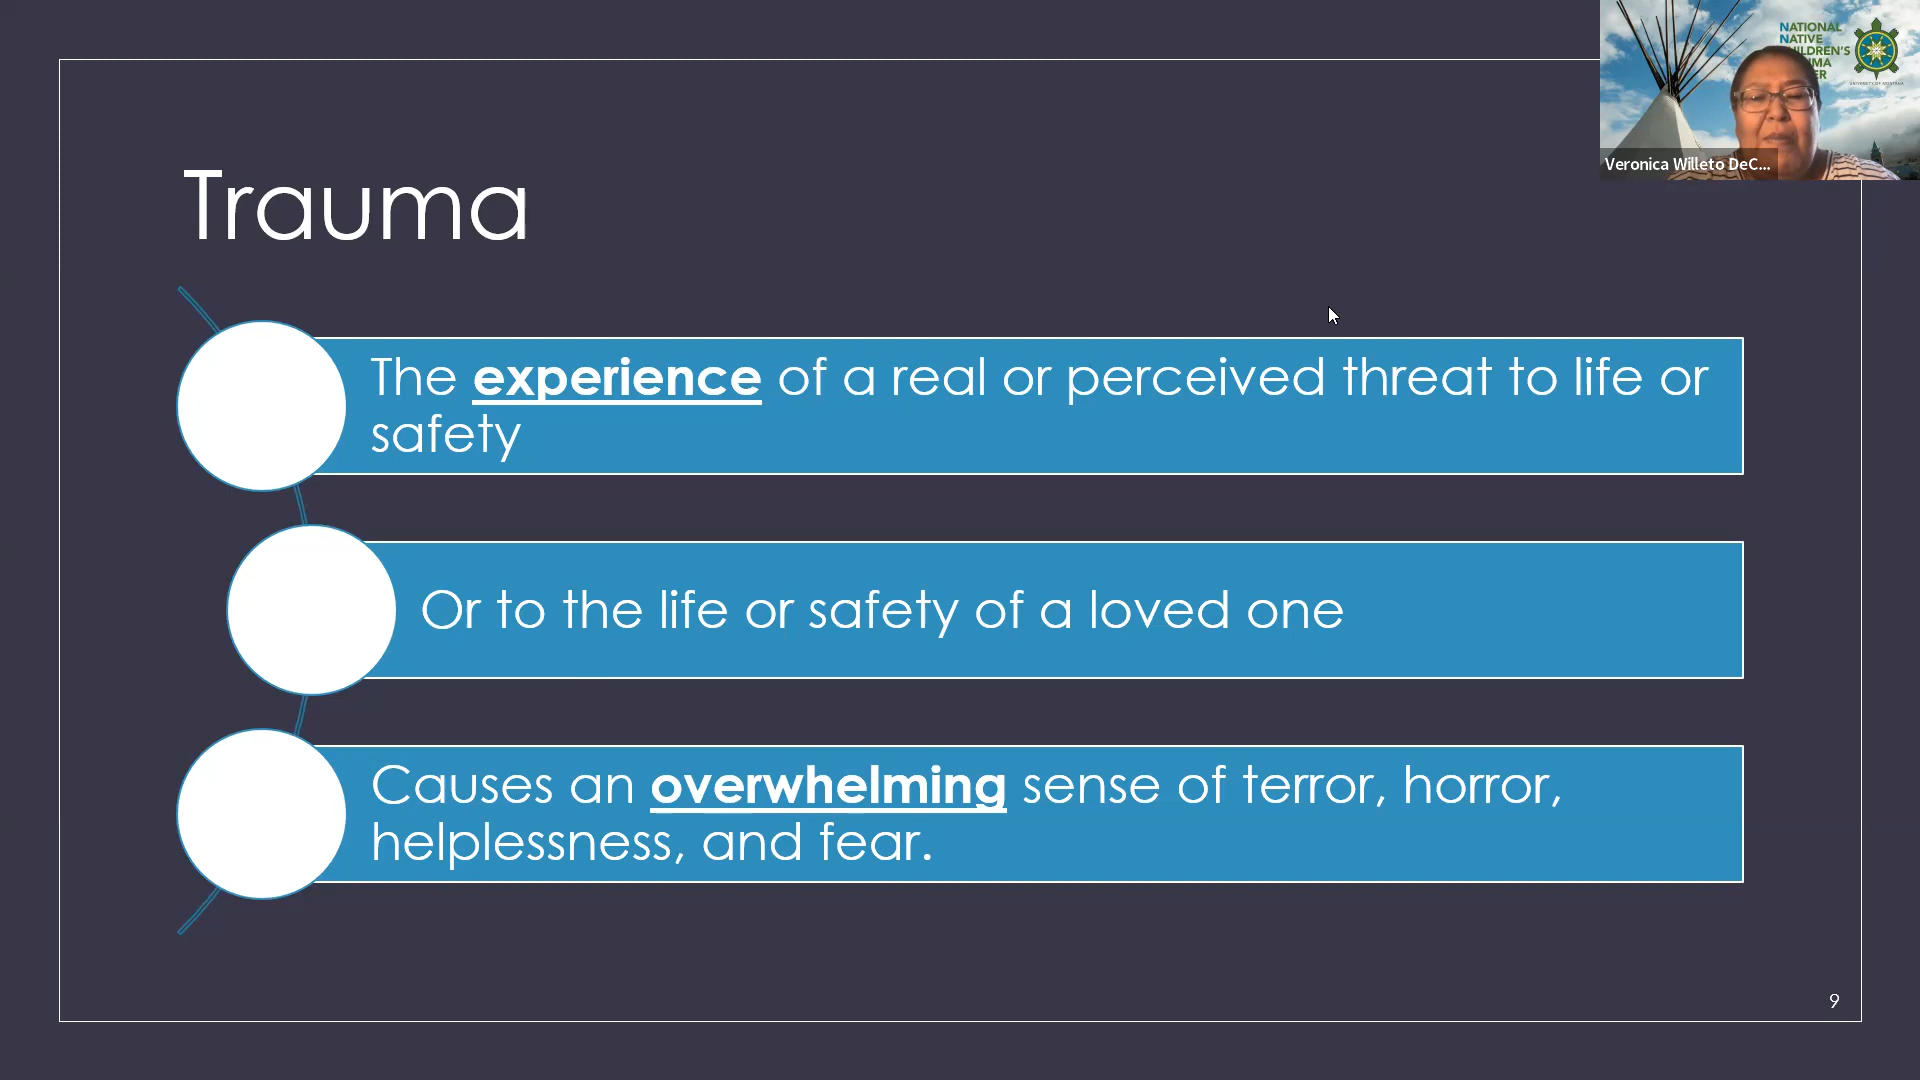 NATIONAL
NATIVE
CHILDREN'S
Trauma
Veronica Willeto DeC...
The experience of a real or perceived threat to life or
safety
Or to the life or safety of a loved one
Causes an overwhelming sense of terror, horror,
helplessness, and fear.
9